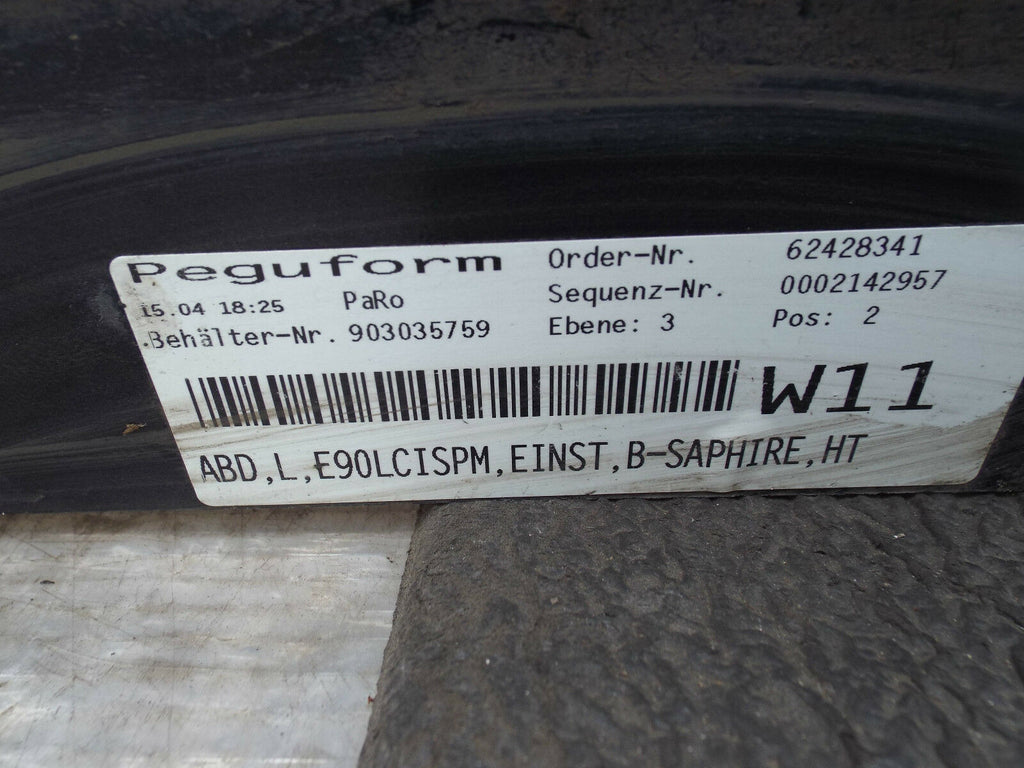 Peguform Order-Nr. 62428341
15.04 18:25 PaRo Sequenz-Nr. 0002142957
Behälter-Nr. 903035759 Ebene: 3 Pos: 2
W11
ABD,L,E90LCISPM,EINST,B-SAPHIRE,HT